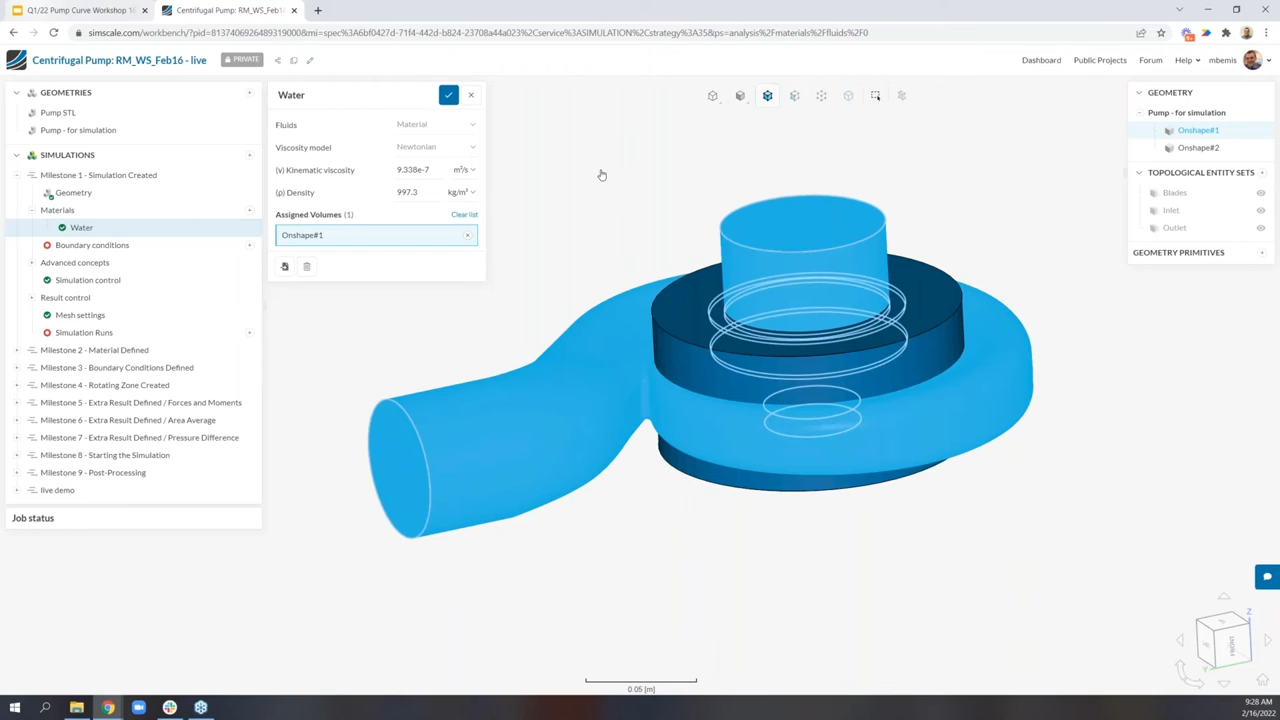 Q1/22 Pump Curve Workshop 16
Centrifugal Pump: RM_WS_Feb16
simscale.com/workbench/?pid=813740692648931900​0&mi=spec%3A6bf0427d-71f4-442d-b824-23708a44a023%2Cservice%3ASIMULATION%2Cstrategy%3A35&ps=analysis%2Fmaterials%2Ffluids%2F0
Centrifugal Pump: RM_WS_Feb16 - live
PRIVATE
Dashboard
Public Projects
Forum
Help
mbemis
GEOMETRIES
Pump STL
Pump - for simulation
SIMULATIONS
Milestone 1 - Simulation Created
Geometry
Materials
Water
Boundary conditions
Advanced concepts
Simulation control
Result control
Mesh settings
Simulation Runs
Milestone 2 - Material Defined
Milestone 3 - Boundary Conditions Defined
Milestone 4 - Rotating Zone Created
Milestone 5 - Extra Result Defined / Forces and Moments
Milestone 6 - Extra Result Defined / Area Average
Milestone 7 - Extra Result Defined / Pressure Difference
Milestone 8 - Starting the Simulation
Milestone 9 - Post-Processing
live demo
Job status
Water
Fluids Material
Viscosity model Newtonian
(ν) Kinematic viscosity 9.338e-7 m²/s
(ρ) Density 997.3 kg/m³
Assigned Volumes (1) Clear list
Onshape#1
GEOMETRY
Pump - for simulation
Onshape#1
Onshape#2
TOPOLOGICAL ENTITY SETS
Blades
Inlet
Outlet
GEOMETRY PRIMITIVES
0.05 [m]
Z
FRONT
Y
9:28 AM
2/16/2022